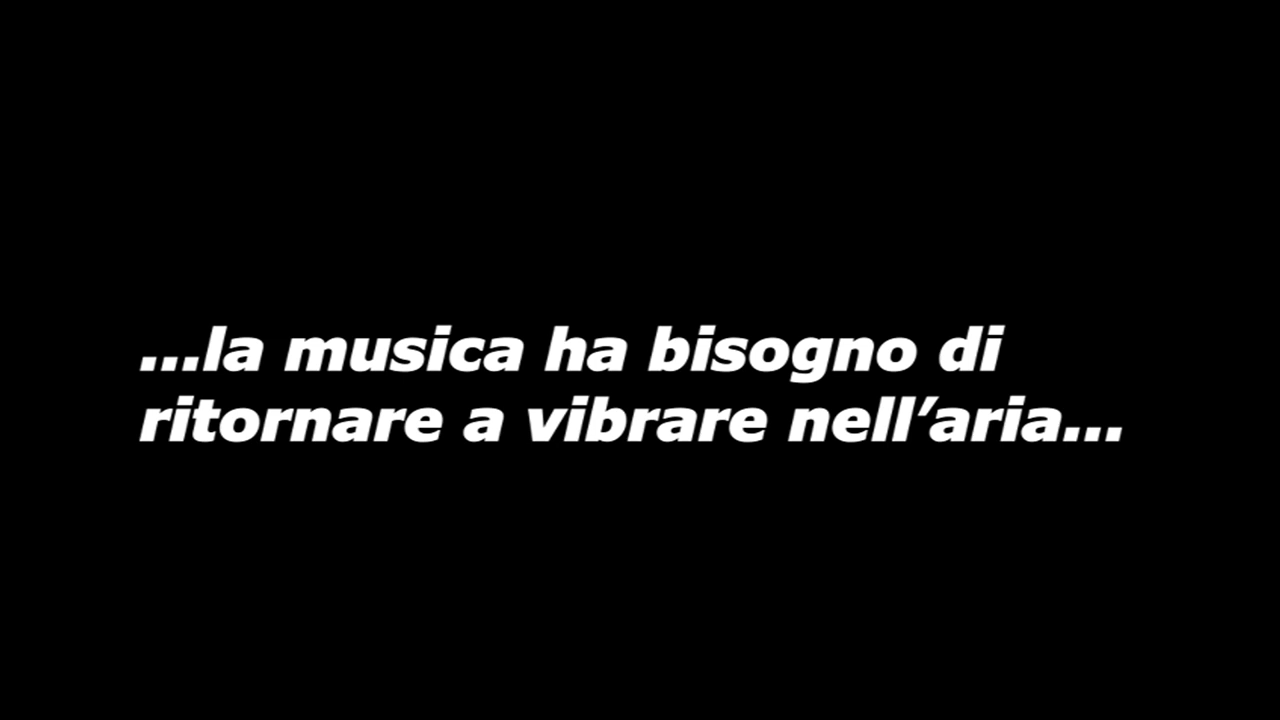 ...la musica ha bisogno di
ritornare a vibrare nell’aria...